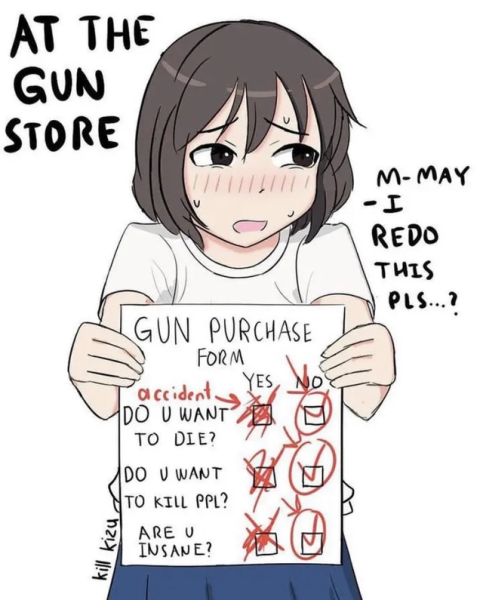 AT THE
GUN
STORE
M-MAY
-I
REDO
THIS
PLS...?
GUN PURCHASE
FORM
YES NO
accident
DO U WANT
TO DIE?
DO U WANT
TO KILL PPL?
ARE U
INSANE?
kill kizu